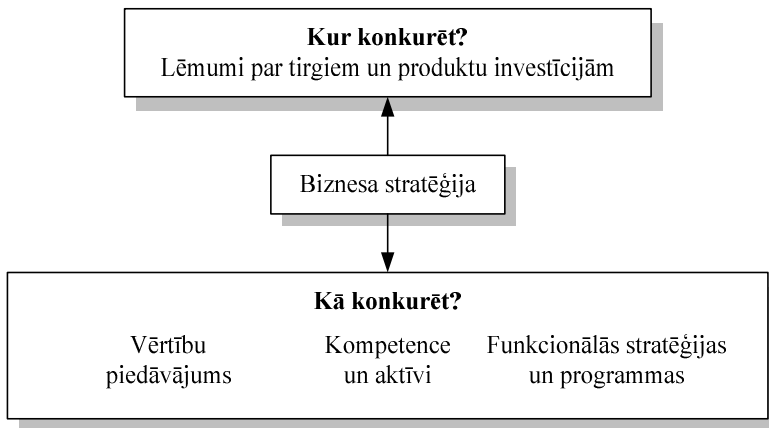 Kur konkurēt?
Lēmumi par tirgiem un produktu investīcijām
Biznesa stratēģija
Kā konkurēt?
Vērtību
piedāvājums
Kompetence
un aktīvi
Funkcionālās stratēģijas
un programmas